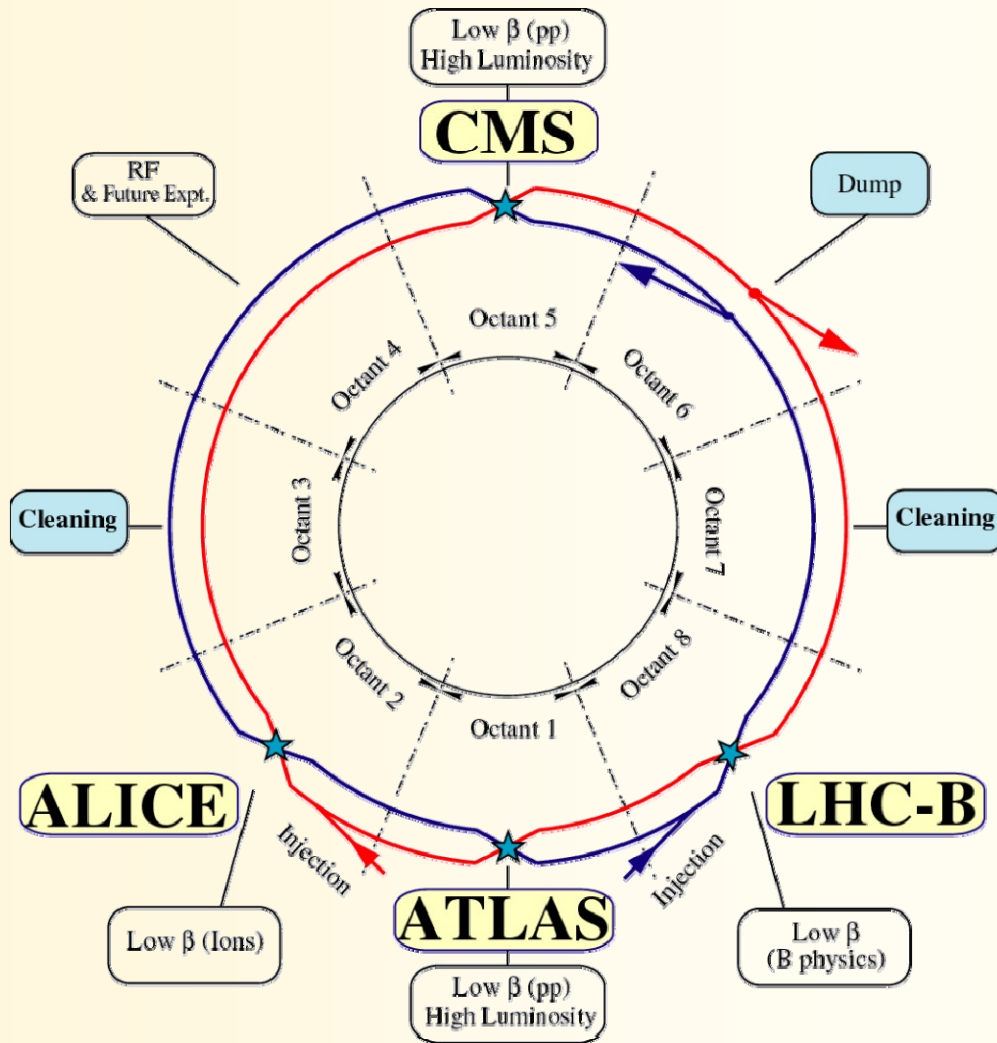 Low β (pp)
High Luminosity
CMS
RF
& Future Expt.
Dump
Octant 5
Octant 4
Octant 6
Cleaning
Octant 3
Octant 7
Cleaning
Octant 2
Octant 8
Octant 1
ALICE
LHC-B
Injection
Injection
ATLAS
Low β (Ions)
Low β
(B physics)
Low β (pp)
High Luminosity